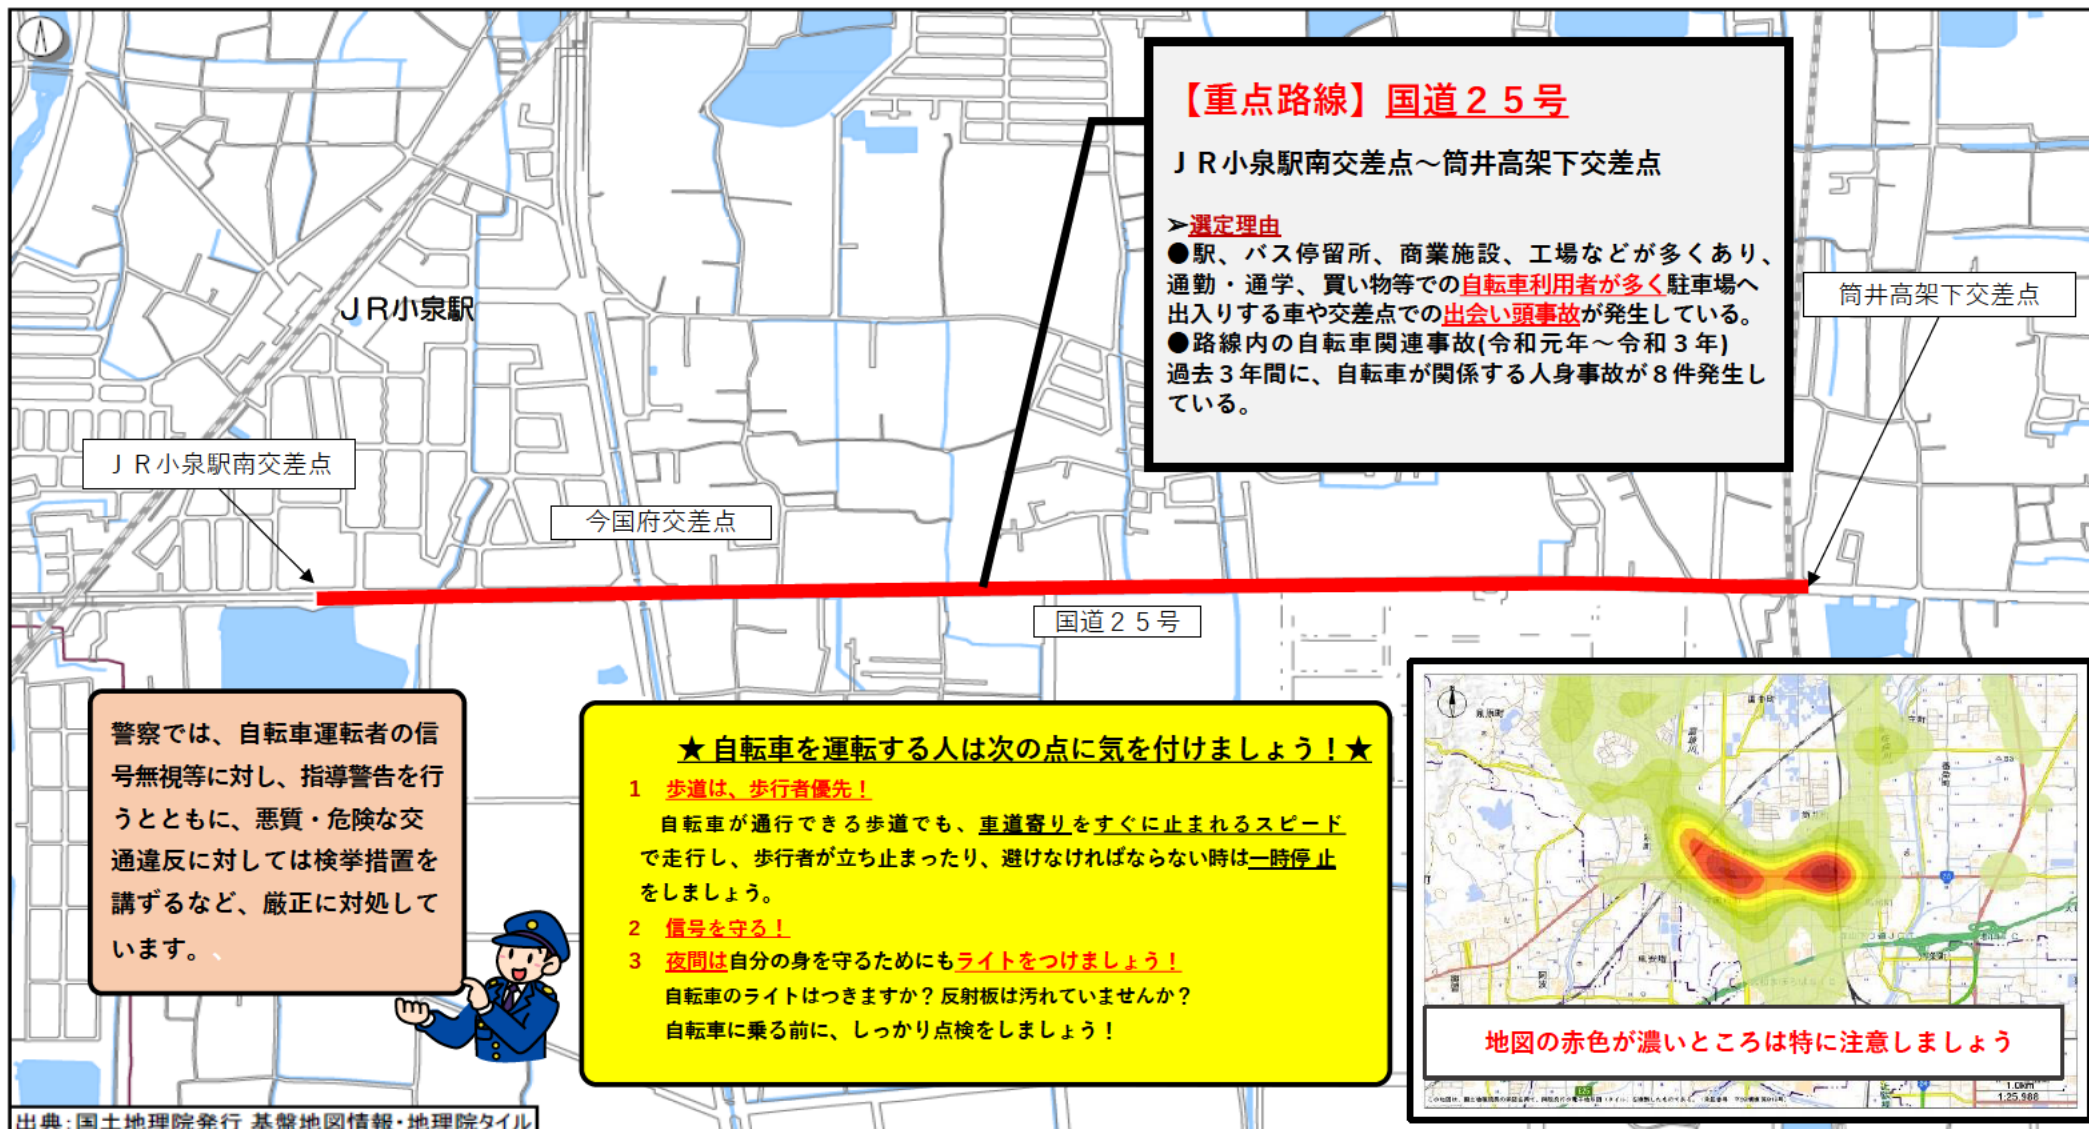 【重点路線】国道２５号
ＪＲ小泉駅南交差点～筒井高架下交差点
➢選定理由
●駅、バス停留所、商業施設、工場などが多くあり、
通勤・通学、買い物等での自転車利用者が多く駐車場へ
出入りする車や交差点での出会い頭事故が発生している。
●路線内の自転車関連事故(令和元年～令和３年)
過去３年間に、自転車が関係する人身事故が８件発生し
ている。
筒井高架下交差点
ＪＲ小泉駅
ＪＲ小泉駅南交差点
今国府交差点
国道２５号
警察では、自転車運転者の信
号無視等に対し、指導警告を行
うとともに、悪質・危険な交
通違反に対しては検挙措置を
講ずるなど、厳正に対処して
います。、
★自転車を運転する人は次の点に気を付けましょう！★
1 歩道は、歩行者優先！
自転車が通行できる歩道でも、車道寄りをすぐに止まれるスピード
で走行し、歩行者が立ち止まったり、避けなければならない時は一時停止
をしましょう。
2 信号を守る！
3 夜間は自分の身を守るためにもライトをつけましょう！
自転車のライトはつきますか？反射板は汚れていませんか？
自転車に乗る前に、しっかり点検をしましょう！
地図の赤色が濃いところは特に注意しましょう
1.0km
1:25,988
出典：国土地理院発行 基盤地図情報・地理院タイル